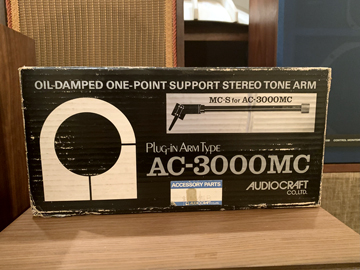 OIL-DAMPED ONE-POINT SUPPORT STEREO TONE ARM
MC-S for AC-3000MC
PLUG-IN ARM TYPE
AC-3000MC
ACCESSORY PARTS
AUDIOCRAFT
CO., LTD.